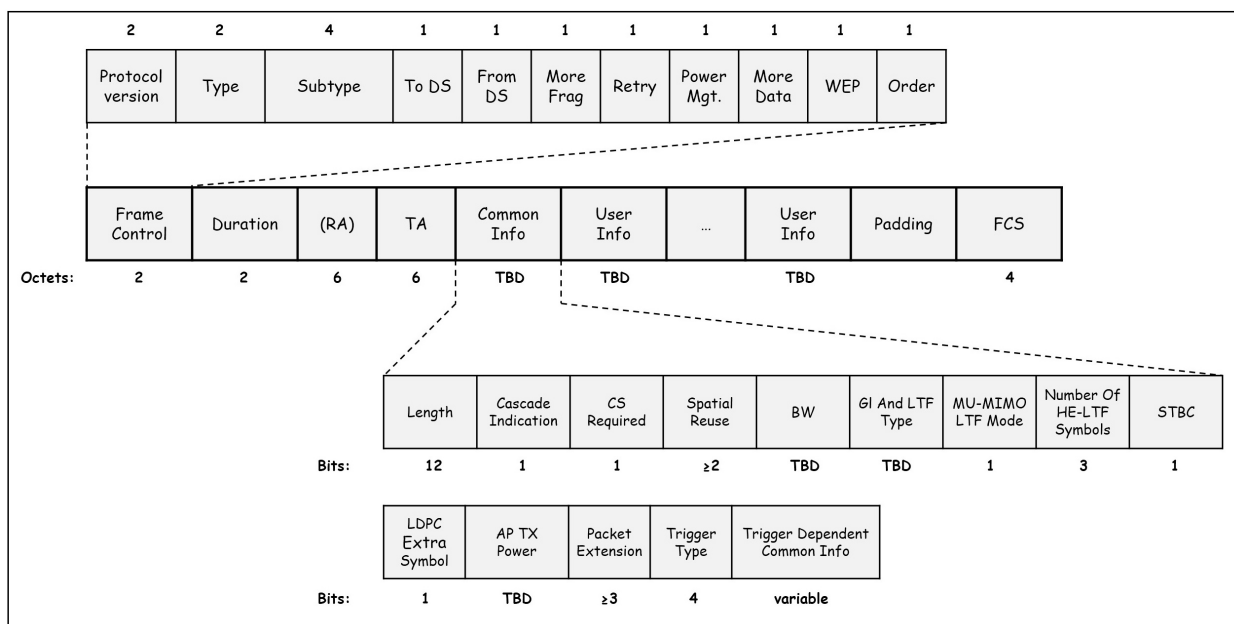 2 2 4 1 1 1 1 1 1 1 1
Protocol version Type Subtype To DS From DS More Frag Retry Power Mgt. More Data WEP Order
Frame Control Duration (RA) TA Common Info User Info ... User Info Padding FCS
Octets: 2 2 6 6 TBD TBD TBD 4
Length Cascade Indication CS Required Spatial Reuse BW GI And LTF Type MU-MIMO LTF Mode Number Of HE-LTF Symbols STBC
Bits: 12 1 1 ≥2 TBD TBD 1 3 1
LDPC Extra Symbol AP TX Power Packet Extension Trigger Type Trigger Dependent Common Info
Bits: 1 TBD ≥3 4 variable